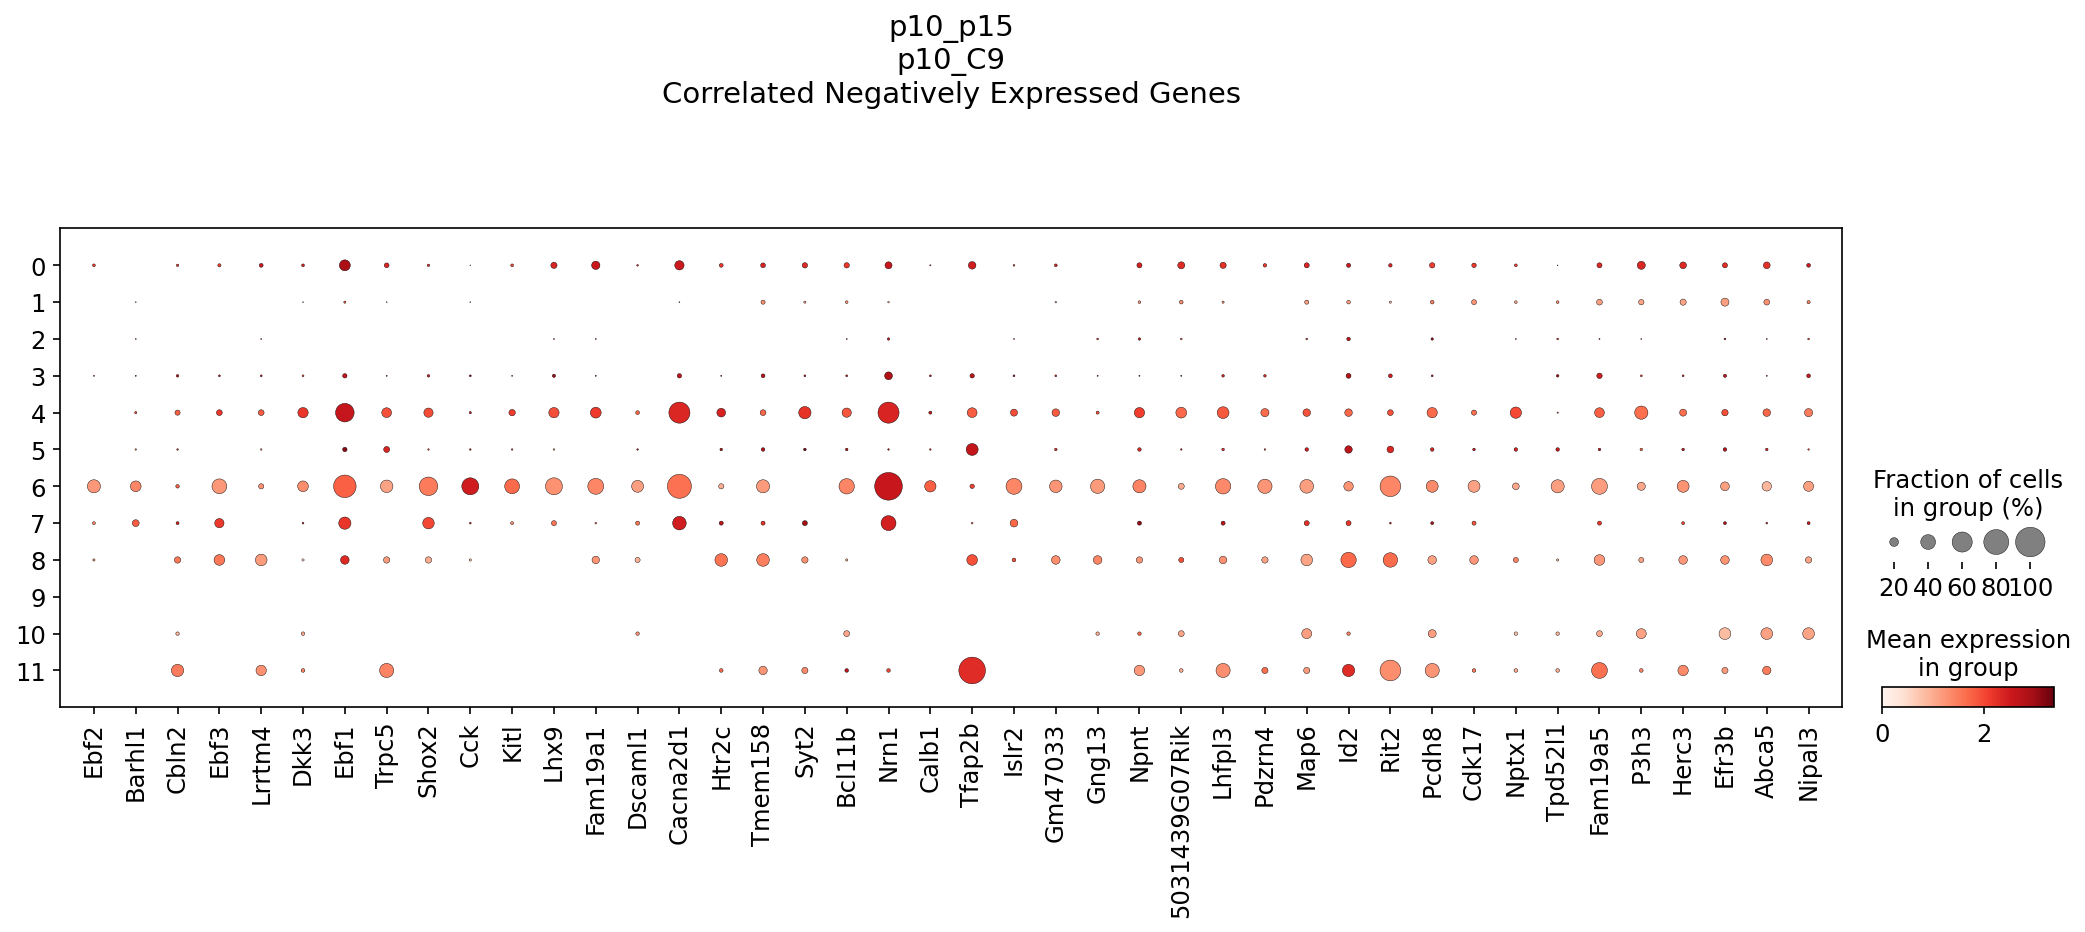 p10_p15
p10_C9
Correlated Negatively Expressed Genes
0
1
2
3
4
5
6
7
8
9
10
11
Ebf2
Barhl1
Cbln2
Ebf3
Lrrtm4
Dkk3
Ebf1
Trpc5
Shox2
Cck
Kitl
Lhx9
Fam19a1
Dscaml1
Cacna2d1
Htr2c
Tmem158
Syt2
Bcl11b
Nrn1
Calb1
Tfap2b
Islr2
Gm47033
Gng13
Npnt
5031439G07Rik
Lhfpl3
Pdzrn4
Map6
Id2
Rit2
Pcdh8
Cdk17
Nptx1
Tpd52l1
Fam19a5
P3h3
Herc3
Efr3b
Abca5
Nipal3
Fraction of cells
in group (%)
20 40 60 80 100
Mean expression
in group
0 2